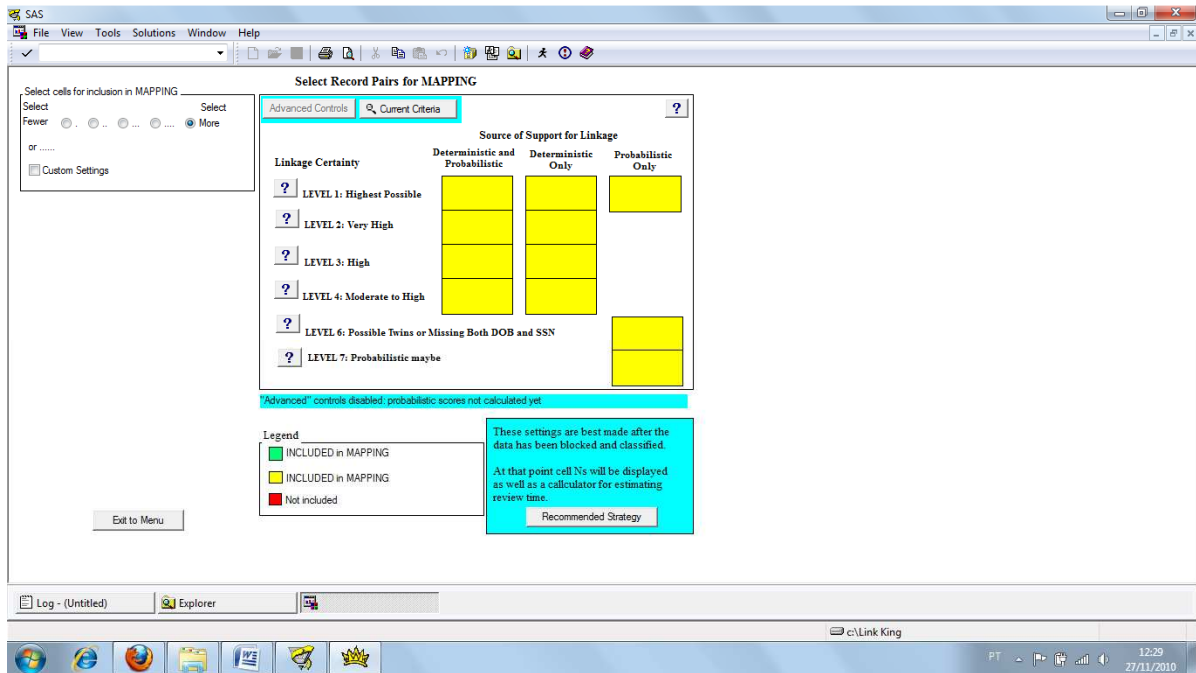 SAS
File View Tools Solutions Window Help
Select Record Pairs for MAPPING
Select cells for inclusion in MAPPING
Select Select
Fewer . .. ... .... More
or ......
Custom Settings
Advanced Controls Current Criteria ?
Source of Support for Linkage
Linkage Certainty
Deterministic and
Probabilistic
Deterministic
Only
Probabilistic
Only
? LEVEL 1: Highest Possible
? LEVEL 2: Very High
? LEVEL 3: High
? LEVEL 4: Moderate to High
? LEVEL 6: Possible Twins or Missing Both DOB and SSN
? LEVEL 7: Probabilistic maybe
"Advanced" controls disabled: probabilistic scores not calculated yet
Legend
INCLUDED in MAPPING
INCLUDED in MAPPING
Not included
These settings are best made after the
data has been blocked and classified.
At that point cell Ns will be displayed
as well as a callculator for estimating
review time.
Recommended Strategy
Exit to Menu
Log - (Untitled) Explorer
c:\Link King
PT 12:29
27/11/2010